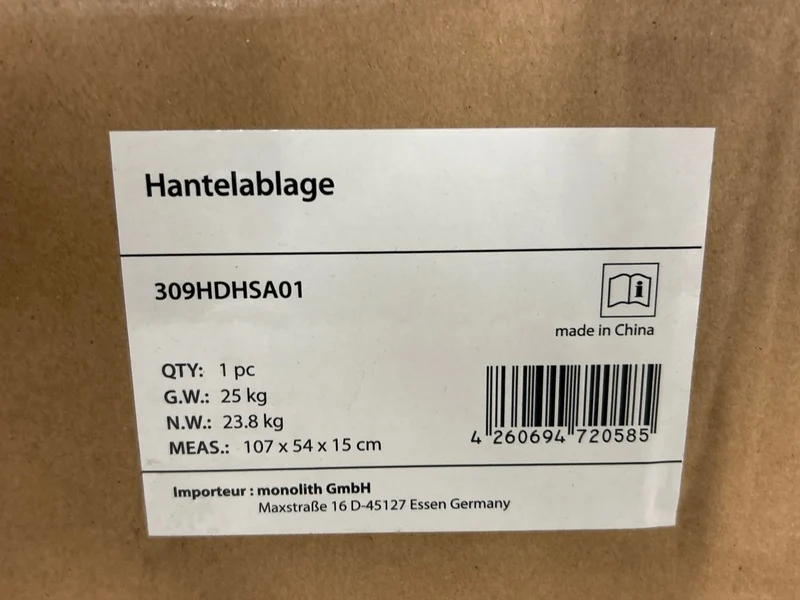 Hantelablage
309HDHSA01
made in China
QTY: 1 pc
G.W.: 25 kg
N.W.: 23.8 kg
MEAS.: 107 x 54 x 15 cm
4 260694 720585
Importeur : monolith GmbH
Maxstraße 16 D-45127 Essen Germany